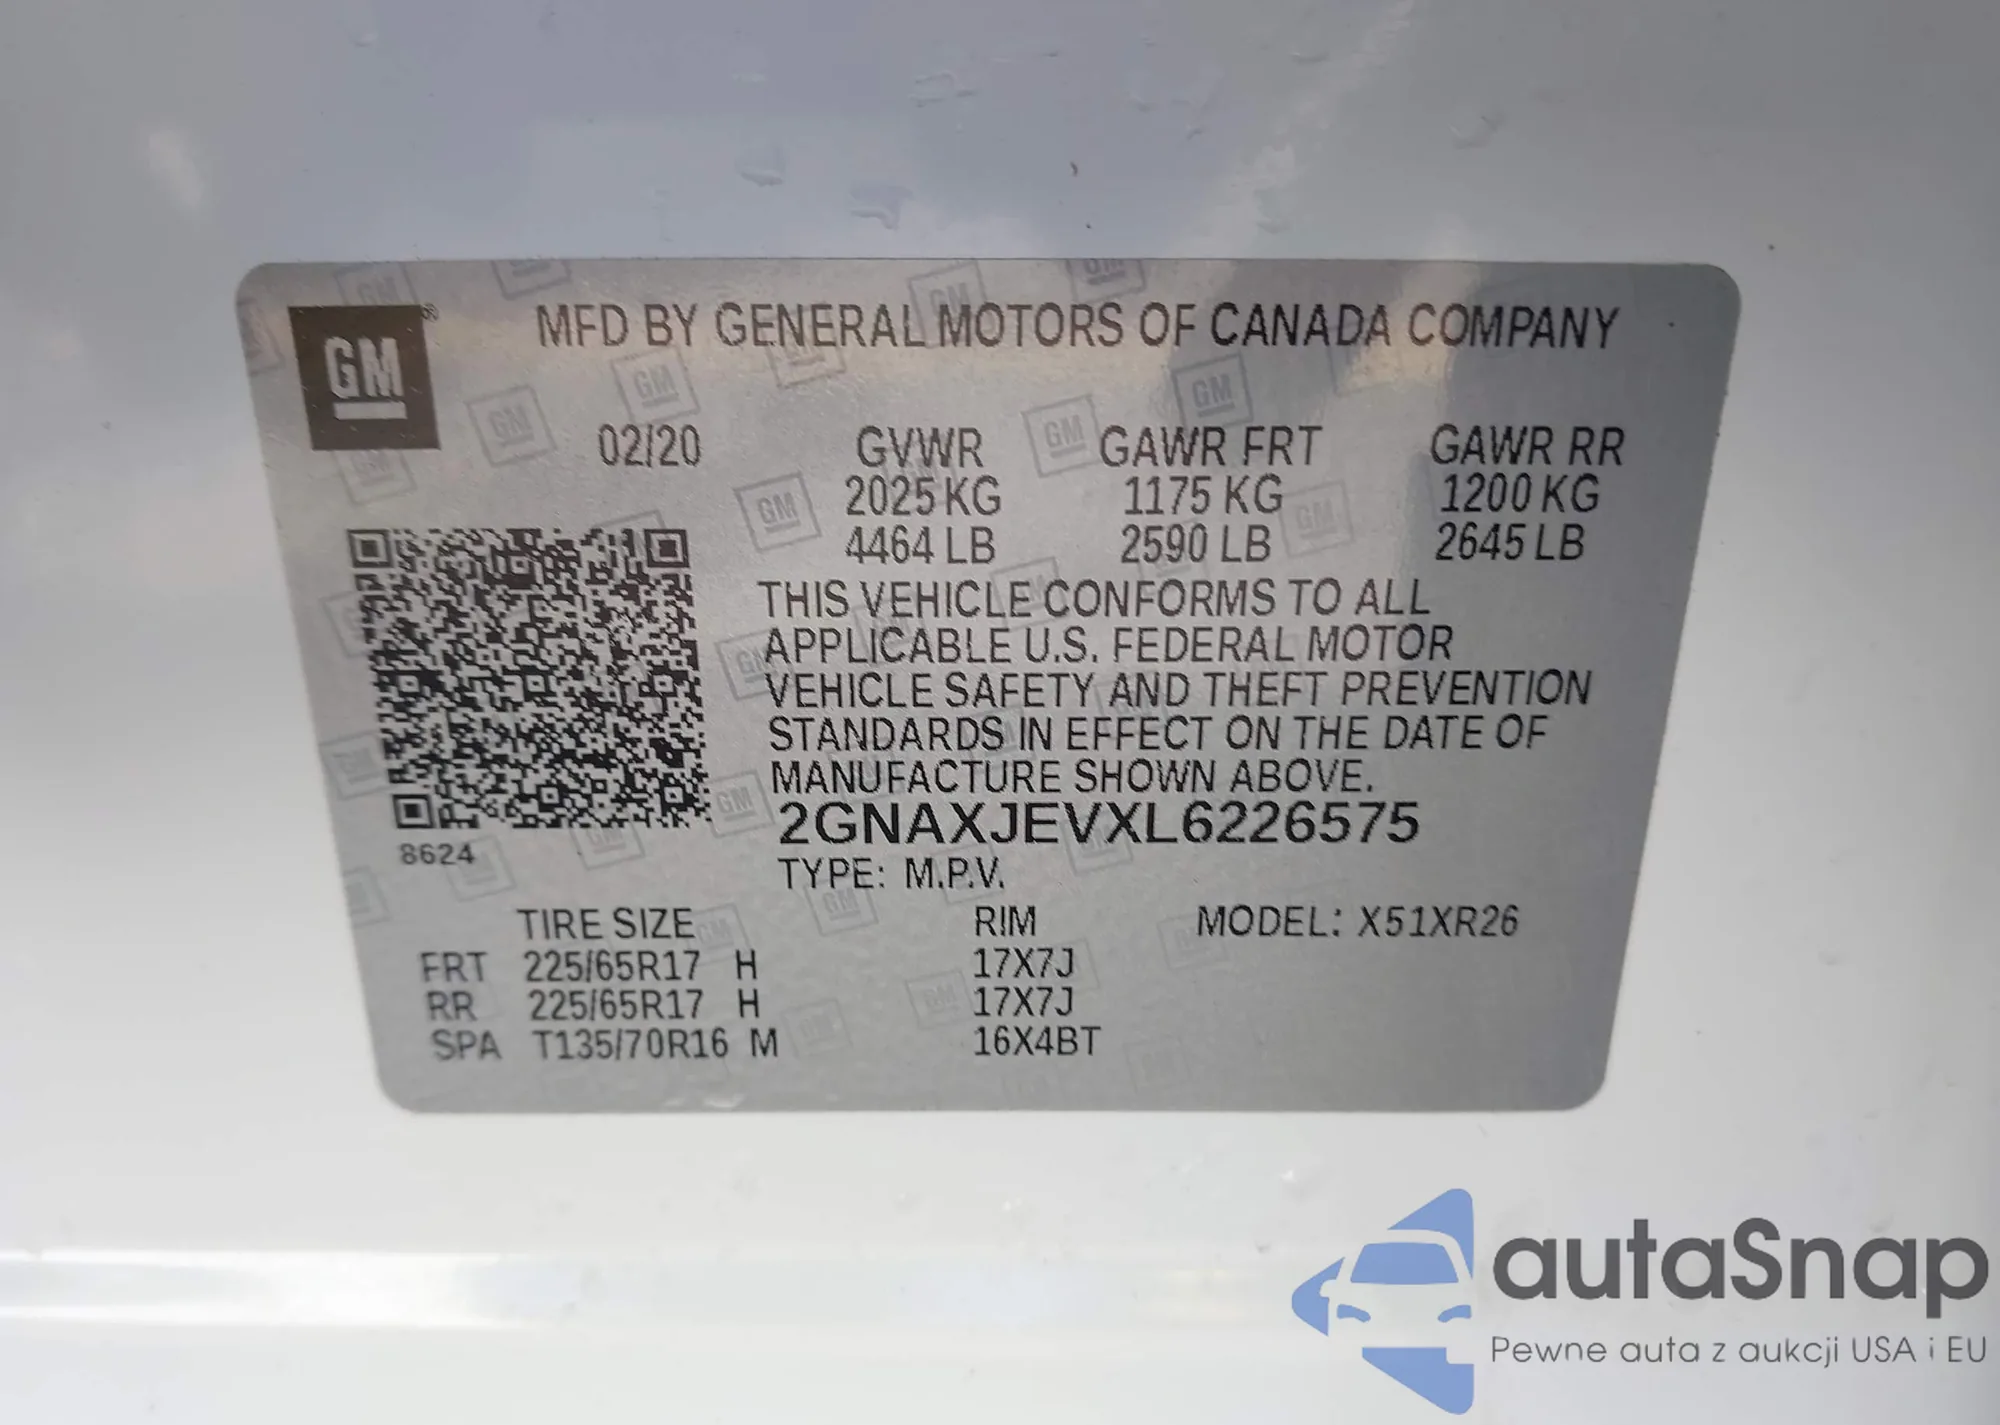 GM
MFD BY GENERAL MOTORS OF CANADA COMPANY
02/20 GVWR GAWR FRT GAWR RR
2025 KG 1175 KG 1200 KG
4464 LB 2590 LB 2645 LB
THIS VEHICLE CONFORMS TO ALL
APPLICABLE U.S. FEDERAL MOTOR
VEHICLE SAFETY AND THEFT PREVENTION
STANDARDS IN EFFECT ON THE DATE OF
MANUFACTURE SHOWN ABOVE.
2GNAXJEVXL6226575
8624
TYPE: M.P.V.
TIRE SIZE RIM MODEL: X51XR26
FRT 225/65R17 H 17X7J
RR 225/65R17 H 17X7J
SPA T135/70R16 M 16X4BT
autaSnap
Pewne auta z aukcji USA i EU